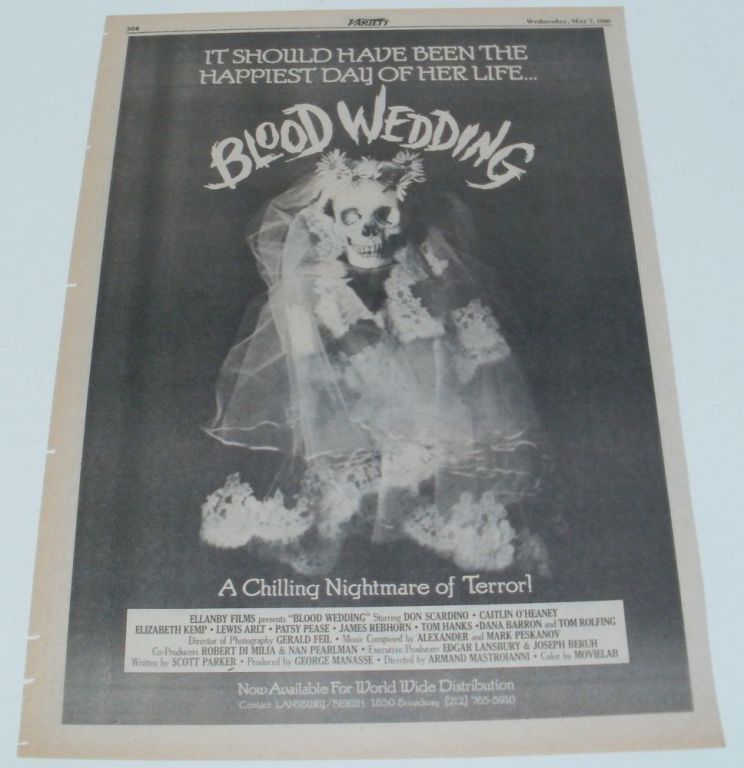 308
VARIETY
Wednesday, May 7, 1980
IT SHOULD HAVE BEEN THE
HAPPIEST DAY OF HER LIFE...
BLOOD WEDDING
A Chilling Nightmare of Terror!
ELLANBY FILMS presents "BLOOD WEDDING" Starring DON SCARDINO • CAITLIN O'HEANEY
ELIZABETH KEMP • LEWIS ARLT • PATSY PEASE • JAMES REBHORN • TOM HANKS • DANA BARRON and TOM ROLFING
Director of Photography GERALD FEIL • Music Composed by ALEXANDER and MARK PESKANOV
Co-Producers ROBERT DI MILIA & NAN PEARLMAN • Executive Producers EDGAR LANSBURY & JOSEPH BERUH
Written by SCOTT PARKER • Produced by GEORGE MANASSE • Directed by ARMAND MASTROIANNI • Color by MOVIELAB
Now Available For World Wide Distribution
Contact LANSBURY/BERUH 1650 Broadway [212] 765-5910